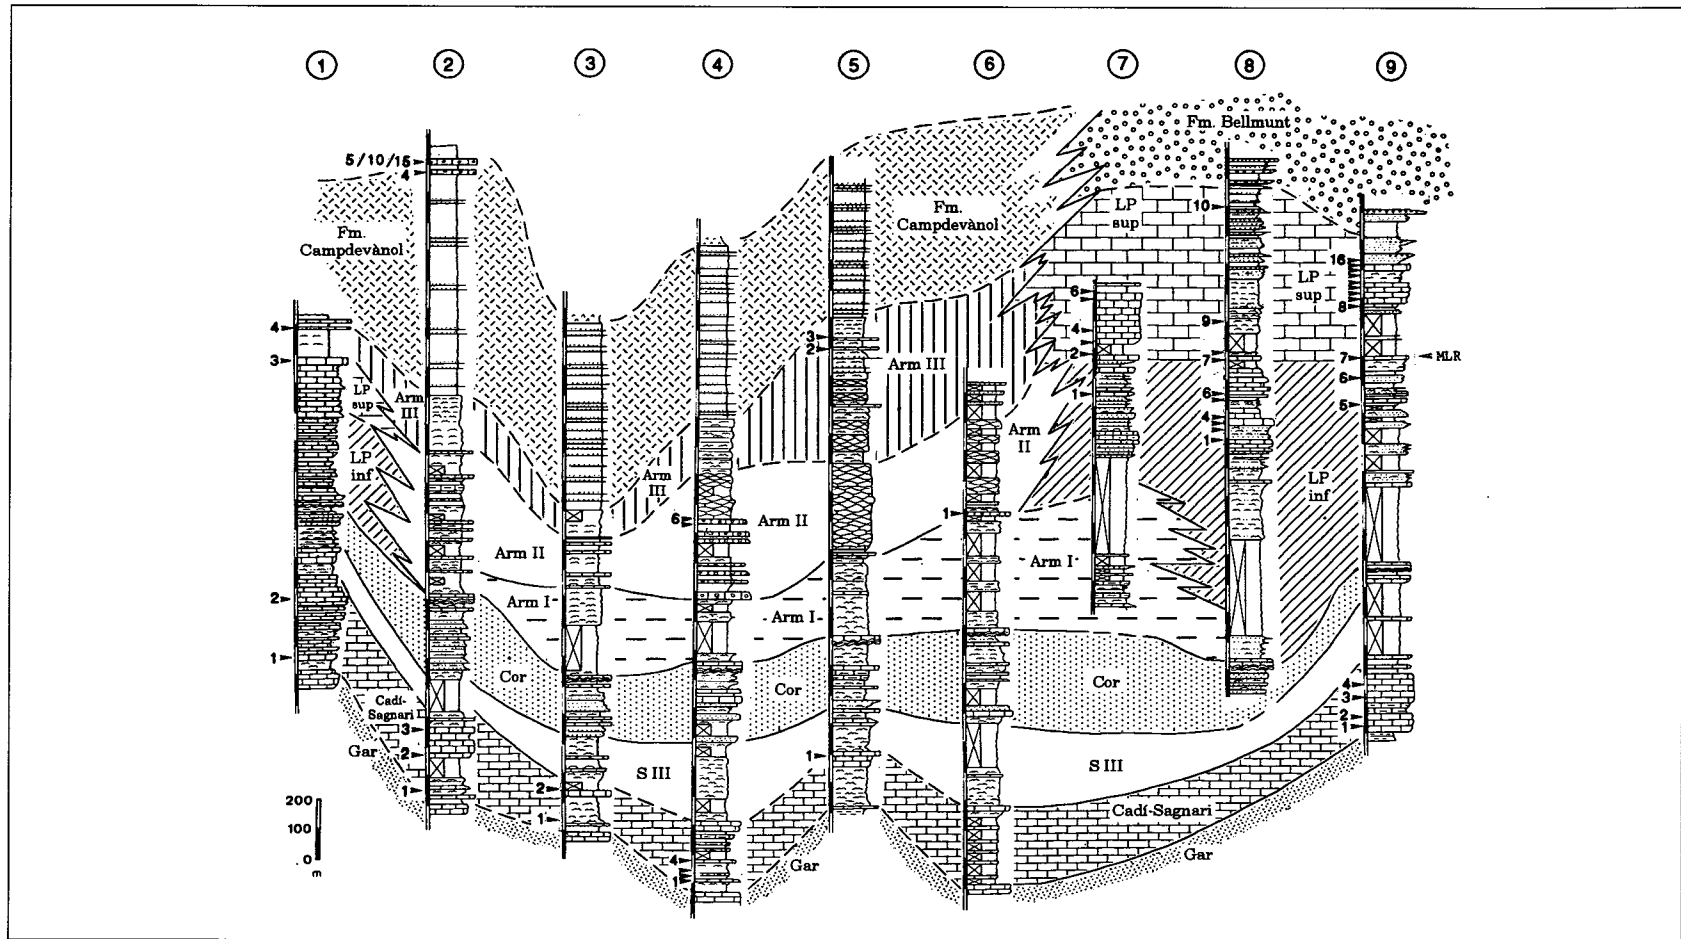 1 2 3 4 5 6 7 8 9
Fm. Bellmunt
5/10/15
4
Fm.
Campdevànol
Fm.
Campdevànol
LP
sup
10
LP
sup
16
8
4
3
3
2
6
4
2
1
9
7
6
4
1
7
MLR
6
5
LP
sup
Arm
III
LP
inf
Arm III
Arm
II
Arm
III
LP
inf
6
Arm II
Arm II
1
Arm I
Arm I
Arm I
2
1
Cor
Cor
Cor
4
3
2
1
Cadí-
Sagnari
3
2
1
Gar
2
1
S III
1
S III
Cadí-Sagnari
Gar
Gar
4
1
200
100
0
m